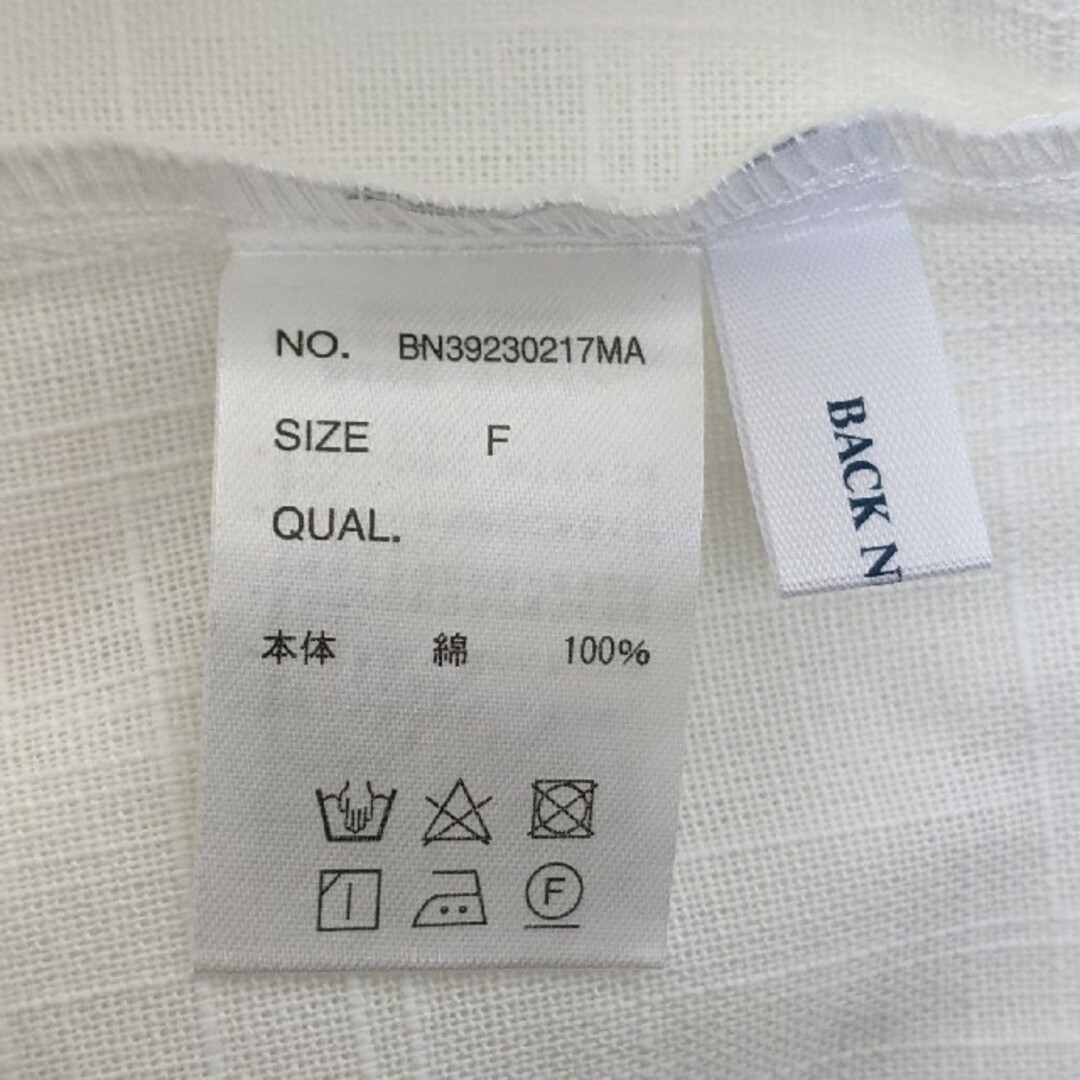 NO. BN39230217MA
SIZE F
QUAL.
本体 綿 100%
F
BACK N